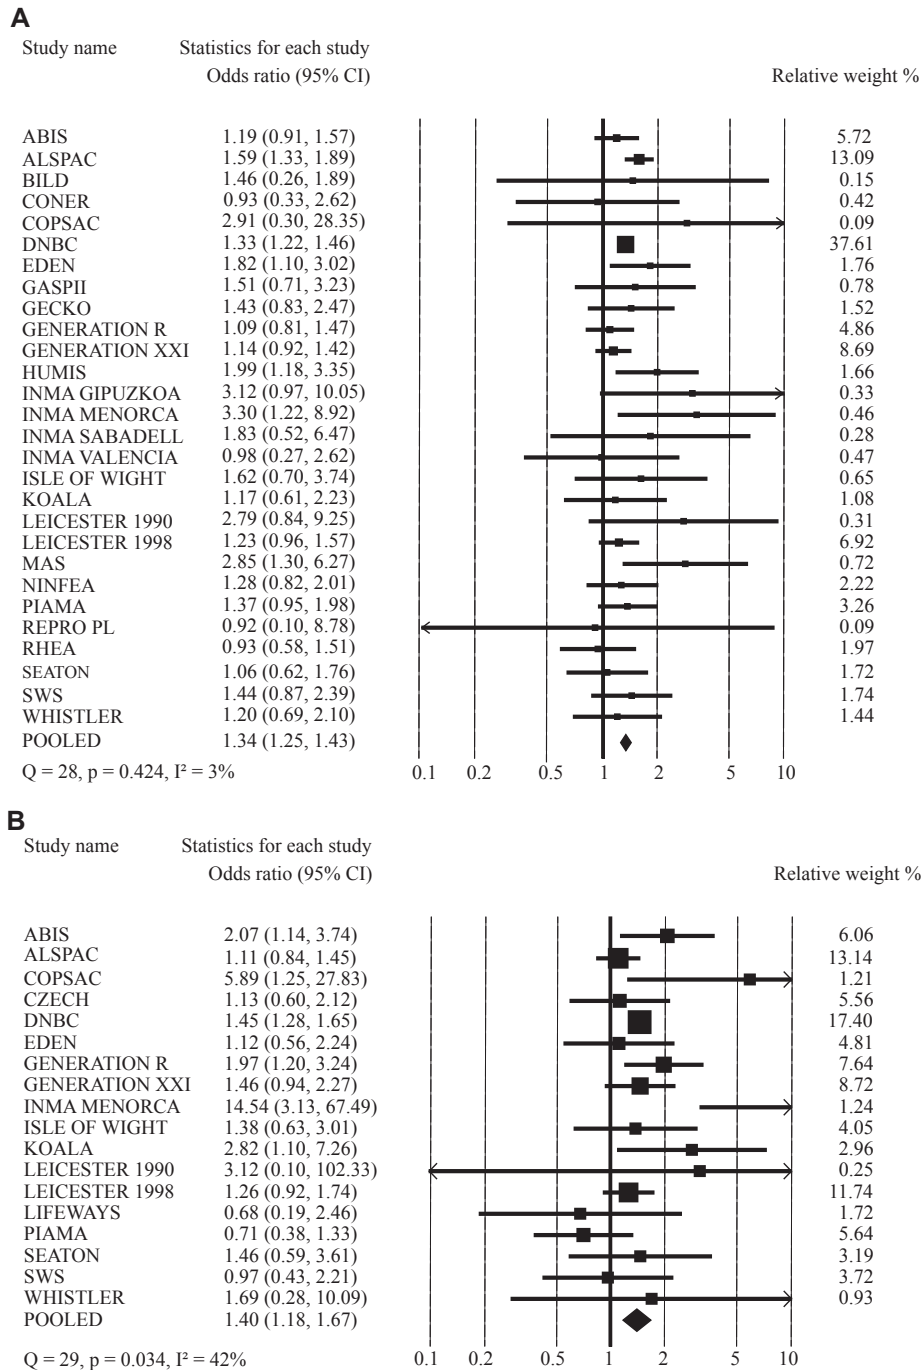 A
Study name Statistics for each study
Odds ratio (95% CI) Relative weight %
ABIS 1.19 (0.91, 1.57) 5.72
ALSPAC 1.59 (1.33, 1.89) 13.09
BILD 1.46 (0.26, 1.89) 0.15
CONER 0.93 (0.33, 2.62) 0.42
COPSAC 2.91 (0.30, 28.35) 0.09
DNBC 1.33 (1.22, 1.46) 37.61
EDEN 1.82 (1.10, 3.02) 1.76
GASPII 1.51 (0.71, 3.23) 0.78
GECKO 1.43 (0.83, 2.47) 1.52
GENERATION R 1.09 (0.81, 1.47) 4.86
GENERATION XXI 1.14 (0.92, 1.42) 8.69
HUMIS 1.99 (1.18, 3.35) 1.66
INMA GIPUZKOA 3.12 (0.97, 10.05) 0.33
INMA MENORCA 3.30 (1.22, 8.92) 0.46
INMA SABADELL 1.83 (0.52, 6.47) 0.28
INMA VALENCIA 0.98 (0.27, 2.62) 0.47
ISLE OF WIGHT 1.62 (0.70, 3.74) 0.65
KOALA 1.17 (0.61, 2.23) 1.08
LEICESTER 1990 2.79 (0.84, 9.25) 0.31
LEICESTER 1998 1.23 (0.96, 1.57) 6.92
MAS 2.85 (1.30, 6.27) 0.72
NINFEA 1.28 (0.82, 2.01) 2.22
PIAMA 1.37 (0.95, 1.98) 3.26
REPRO PL 0.92 (0.10, 8.78) 0.09
RHEA 0.93 (0.58, 1.51) 1.97
SEATON 1.06 (0.62, 1.76) 1.72
SWS 1.44 (0.87, 2.39) 1.74
WHISTLER 1.20 (0.69, 2.10) 1.44
POOLED 1.34 (1.25, 1.43)
Q = 28, p = 0.424, I² = 3% 0.1 0.2 0.5 1 2 5 10
B
Study name Statistics for each study
Odds ratio (95% CI) Relative weight %
ABIS 2.07 (1.14, 3.74) 6.06
ALSPAC 1.11 (0.84, 1.45) 13.14
COPSAC 5.89 (1.25, 27.83) 1.21
CZECH 1.13 (0.60, 2.12) 5.56
DNBC 1.45 (1.28, 1.65) 17.40
EDEN 1.12 (0.56, 2.24) 4.81
GENERATION R 1.97 (1.20, 3.24) 7.64
GENERATION XXI 1.46 (0.94, 2.27) 8.72
INMA MENORCA 14.54 (3.13, 67.49) 1.24
ISLE OF WIGHT 1.38 (0.63, 3.01) 4.05
KOALA 2.82 (1.10, 7.26) 2.96
LEICESTER 1990 3.12 (0.10, 102.33) 0.25
LEICESTER 1998 1.26 (0.92, 1.74) 11.74
LIFEWAYS 0.68 (0.19, 2.46) 1.72
PIAMA 0.71 (0.38, 1.33) 5.64
SEATON 1.46 (0.59, 3.61) 3.19
SWS 0.97 (0.43, 2.21) 3.72
WHISTLER 1.69 (0.28, 10.09) 0.93
POOLED 1.40 (1.18, 1.67)
Q = 29, p = 0.034, I² = 42% 0.1 0.2 0.5 1 2 5 10